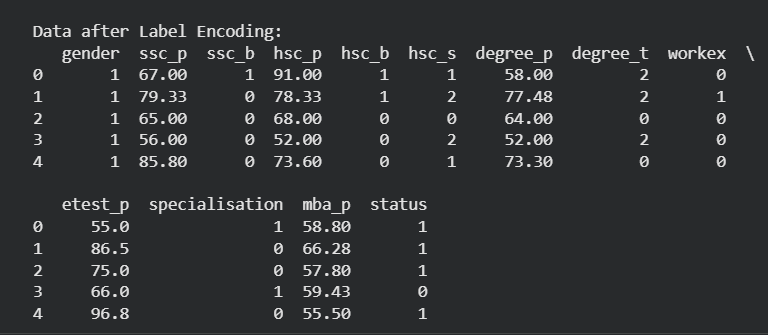 Data after Label Encoding:
   gender  ssc_p  ssc_b  hsc_p  hsc_b  hsc_s  degree_p  degree_t  workex  \
0       1  67.00      1  91.00      1      1     58.00         2       0
1       1  79.33      0  78.33      1      2     77.48         2       1
2       1  65.00      0  68.00      0      0     64.00         0       0
3       1  56.00      0  52.00      0      2     52.00         2       0
4       1  85.80      0  73.60      0      1     73.30         0       0
   etest_p  specialisation  mba_p  status
0     55.0               1  58.80       1
1     86.5               0  66.28       1
2     75.0               0  57.80       1
3     66.0               1  59.43       0
4     96.8               0  55.50       1